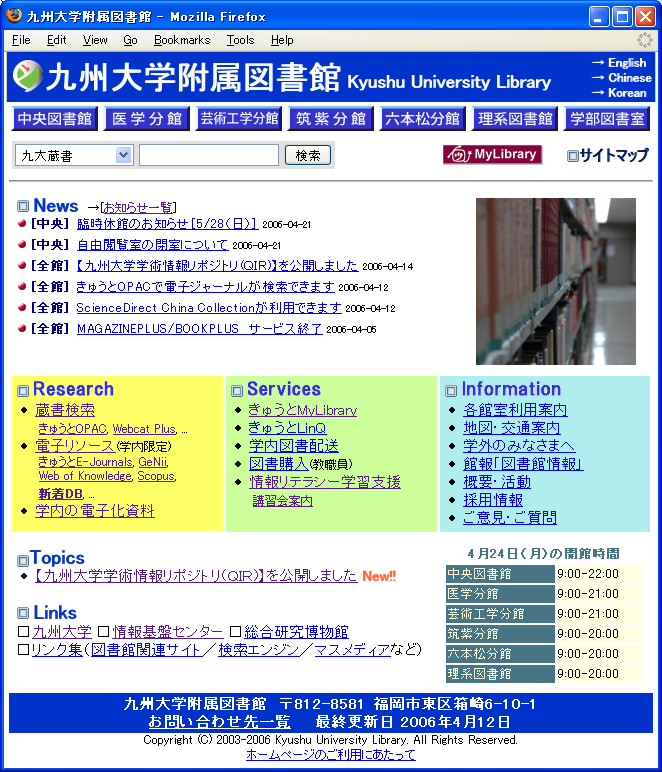 九州大学附属図書館 - Mozilla Firefox
File Edit View Go Bookmarks Tools Help
九州大学附属図書館 Kyushu University Library
→ English
→ Chinese
→ Korean
中央図書館 医学分館 芸術工学分館 筑紫分館 六本松分館 理系図書館 学部図書室
九大蔵書 検索 MyLibrary サイトマップ
News →[お知らせ一覧]
[中央] 臨時休館のお知らせ[5/28(日)] 2006-04-21
[中央] 自由閲覧室の閉室について 2006-04-21
[全館] 【九州大学学術情報リポジトリ(QIR)】を公開しました 2006-04-14
[全館] きゅうとOPACで電子ジャーナルが検索できます 2006-04-12
[全館] ScienceDirect China Collectionが利用できます 2006-04-12
[全館] MAGAZINEPLUS/BOOKPLUS サービス終了 2006-04-05
Research
蔵書検索
きゅうとOPAC, Webcat Plus, ...
電子リソース(学内限定)
きゅうとE-Journals, GeNii,
Web of Knowledge, Scopus,
新着DB, ...
学内の電子化資料
Services
きゅうとMyLibrary
きゅうとLinQ
学内図書配送
図書購入(教職員)
情報リテラシー学習支援
講習会案内
Information
各館室利用案内
地図・交通案内
学外のみなさまへ
館報「図書館情報」
概要・活動
採用情報
ご意見・ご質問
Topics
【九州大学学術情報リポジトリ(QIR)】を公開しました New!!
Links
九州大学 情報基盤センター 総合研究博物館
リンク集(図書館関連サイト／検索エンジン／マスメディアなど)
4月24日(月)の開館時間
中央図書館 9:00-22:00
医学分館 9:00-21:00
芸術工学分館 9:00-21:00
筑紫分館 9:00-20:00
六本松分館 9:00-20:00
理系図書館 9:00-20:00
九州大学附属図書館 〒812-8581 福岡市東区箱崎6-10-1
お問い合わせ先一覧 最終更新日 2006年4月12日
Copyright (C) 2003-2006 Kyushu University Library. All Rights Reserved.
ホームページのご利用にあたって